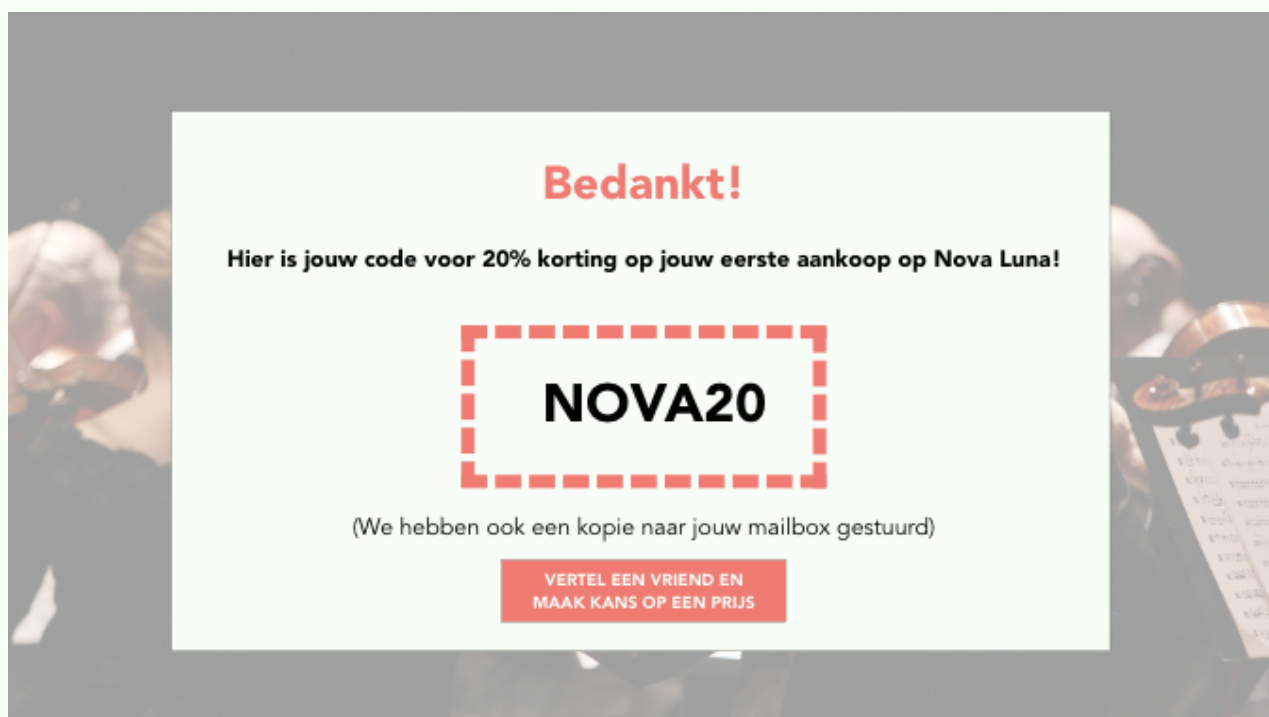 Bedankt!
Hier is jouw code voor 20% korting op jouw eerste aankoop op Nova Luna!
NOVA20
(We hebben ook een kopie naar jouw mailbox gestuurd)
VERTEL EEN VRIEND EN
MAAK KANS OP EEN PRIJS